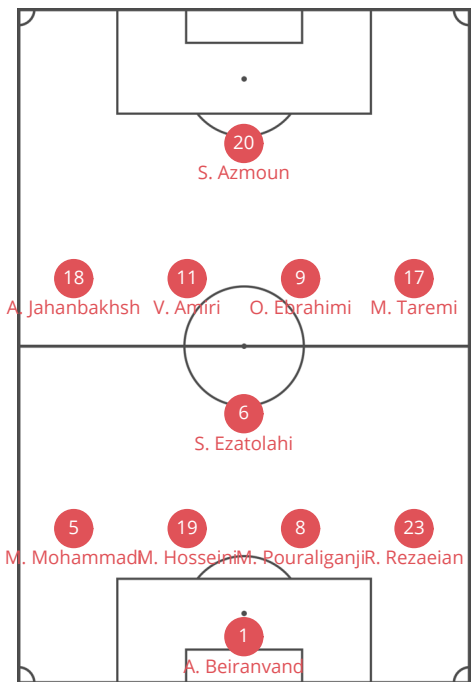 20
S. Azmoun
18 11 9 17
A. Jahanbakhsh V. Amiri O. Ebrahimi M. Taremi
6
S. Ezatolahi
5 19 8 23
M. Mohammadi M. Hosseini M. Pouraliganji R. Rezaeian
1
A. Beiranvand